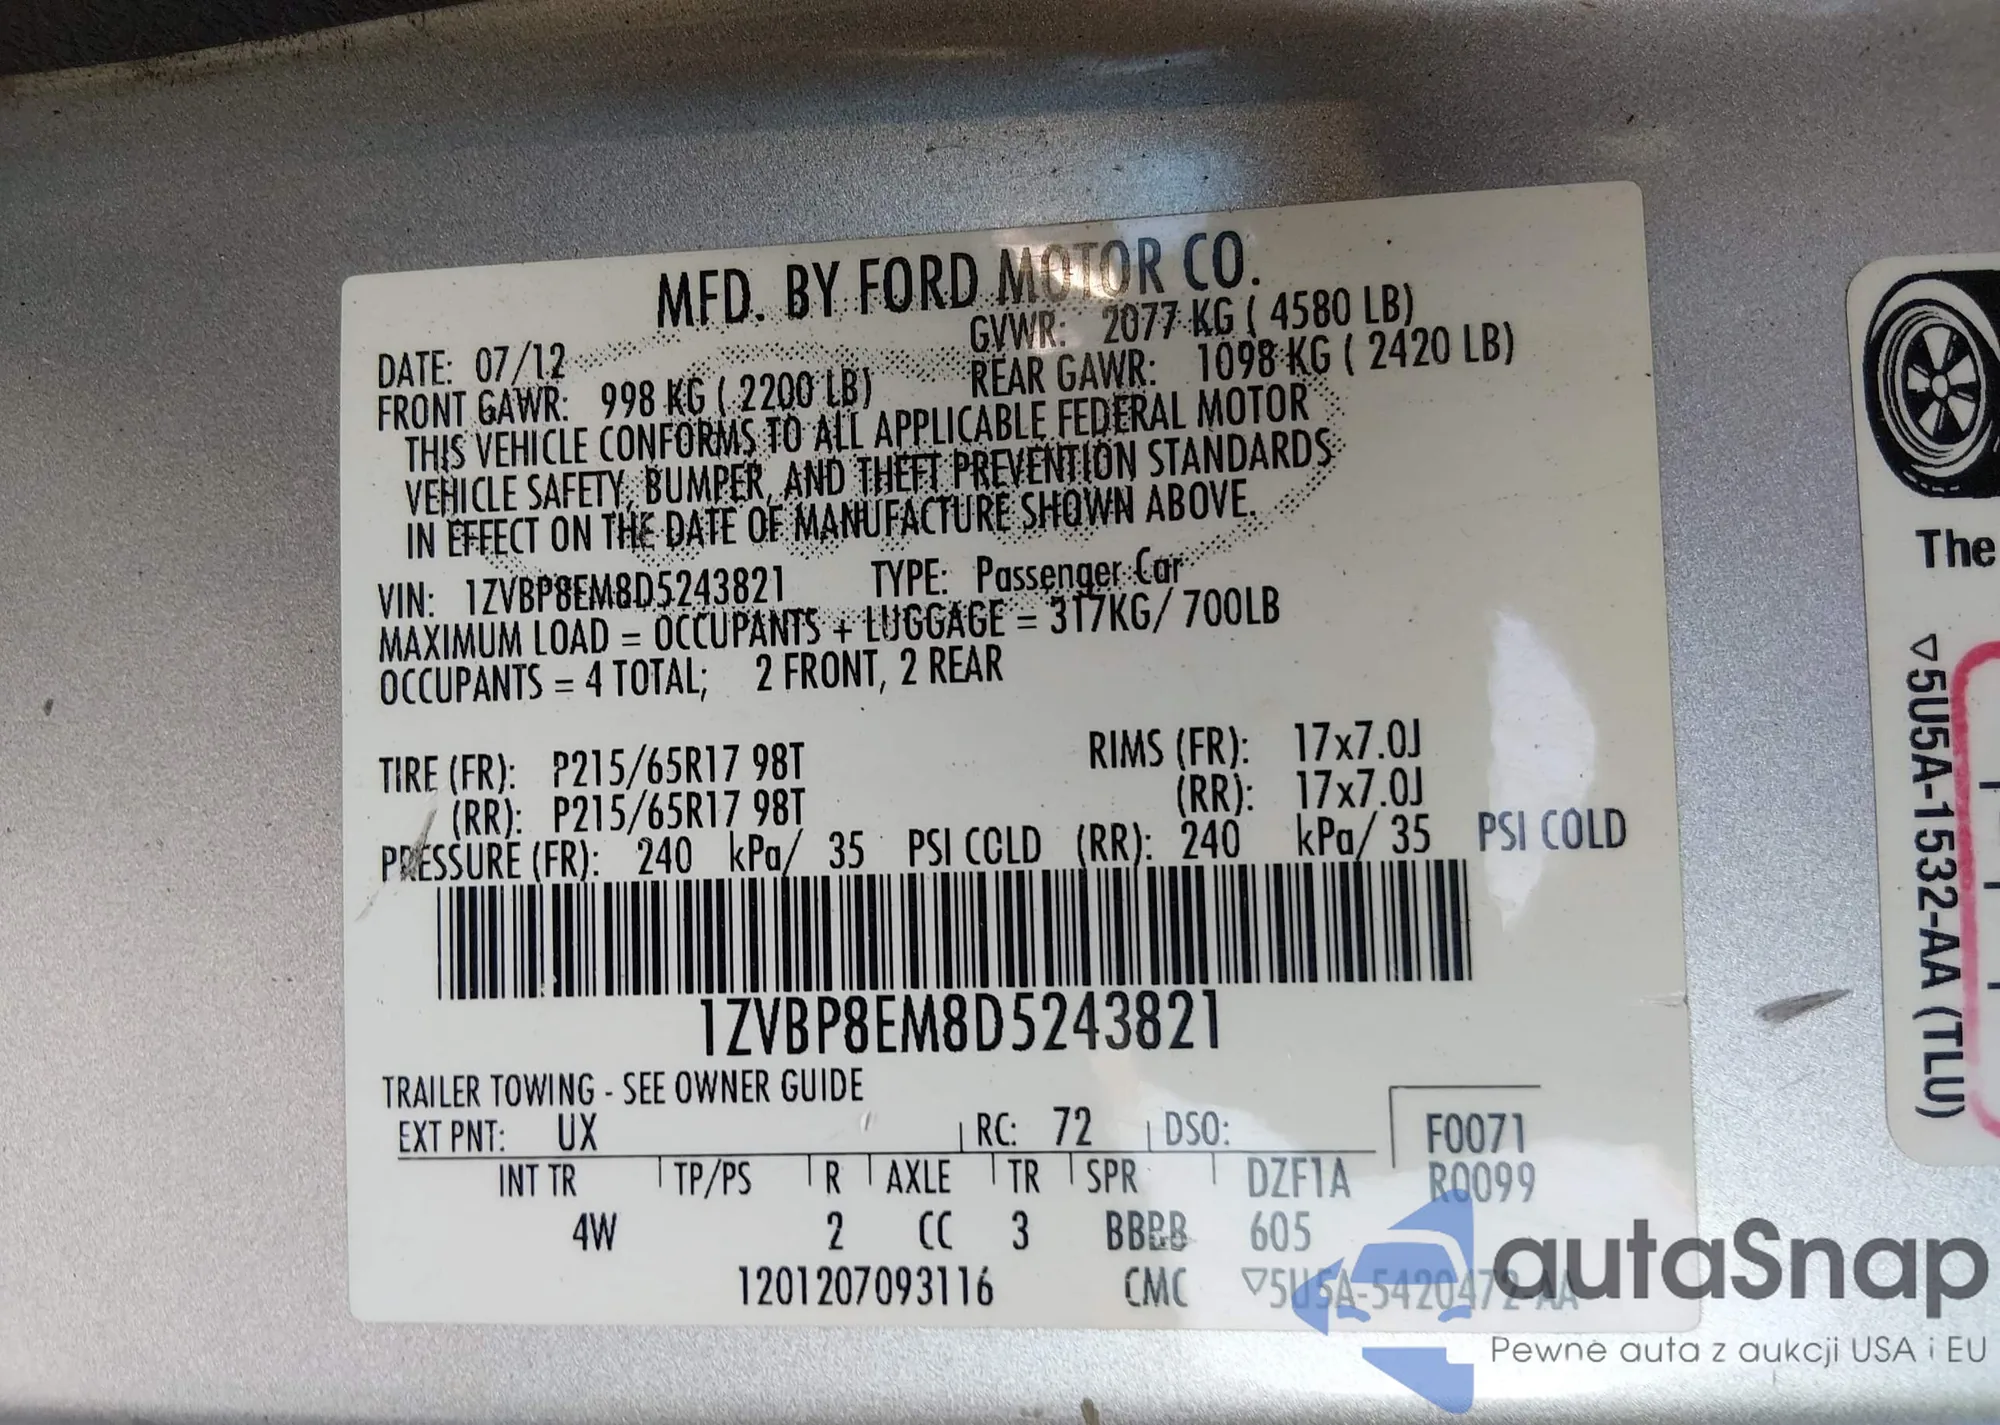 MFD. BY FORD MOTOR CO.
DATE: 07/12 GVWR: 2077 KG ( 4580 LB)
FRONT GAWR: 998 KG ( 2200 LB) REAR GAWR: 1098 KG ( 2420 LB)
THIS VEHICLE CONFORMS TO ALL APPLICABLE FEDERAL MOTOR
VEHICLE SAFETY, BUMPER, AND THEFT PREVENTION STANDARDS
IN EFFECT ON THE DATE OF MANUFACTURE SHOWN ABOVE.
VIN: 1ZVBP8EM8D5243821 TYPE: Passenger Car
MAXIMUM LOAD = OCCUPANTS + LUGGAGE = 317KG/ 700LB
OCCUPANTS = 4 TOTAL; 2 FRONT, 2 REAR
TIRE (FR): P215/65R17 98T RIMS (FR): 17x7.0J
(RR): P215/65R17 98T (RR): 17x7.0J
PRESSURE (FR): 240 kPa/ 35 PSI COLD (RR): 240 kPa/ 35 PSI COLD
1ZVBP8EM8D5243821
TRAILER TOWING - SEE OWNER GUIDE
EXT PNT: UX RC: 72 DSO: F0071
INT TR TP/PS R AXLE TR SPR DZF1A R0099
4W 2 CC 3 BBBB 605
1201207093116 CMC ▽5U5A-5420472-AA
The
▽5U5A-1532-AA (TLU)
autaSnap
Pewne auta z aukcji USA i EU